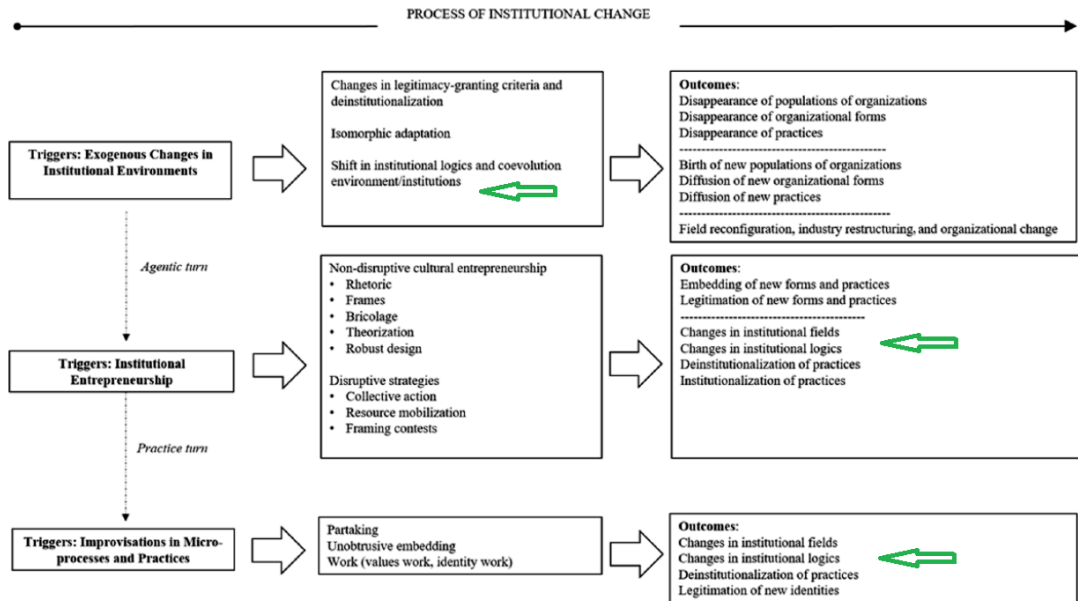 PROCESS OF INSTITUTIONAL CHANGE
Triggers: Exogenous Changes in
Institutional Environments
Changes in legitimacy-granting criteria and
deinstitutionalization
Isomorphic adaptation
Shift in institutional logics and coevolution
environment/institutions
Outcomes:
Disappearance of populations of organizations
Disappearance of organizational forms
Disappearance of practices
----------------------------------------------
Birth of new populations of organizations
Diffusion of new organizational forms
Diffusion of new practices
----------------------------------------------
Field reconfiguration, industry restructuring, and organizational change
Agentic turn
Triggers: Institutional
Entrepreneurship
Non-disruptive cultural entrepreneurship
• Rhetoric
• Frames
• Bricolage
• Theorization
• Robust design
Disruptive strategies
• Collective action
• Resource mobilization
• Framing contests
Outcomes:
Embedding of new forms and practices
Legitimation of new forms and practices
----------------------------------------------
Changes in institutional fields
Changes in institutional logics
Deinstitutionalization of practices
Institutionalization of practices
Practice turn
Triggers: Improvisations in Micro-
processes and Practices
Partaking
Unobtrusive embedding
Work (values work, identity work)
Outcomes:
Changes in institutional fields
Changes in institutional logics
Deinstitutionalization of practices
Legitimation of new identities